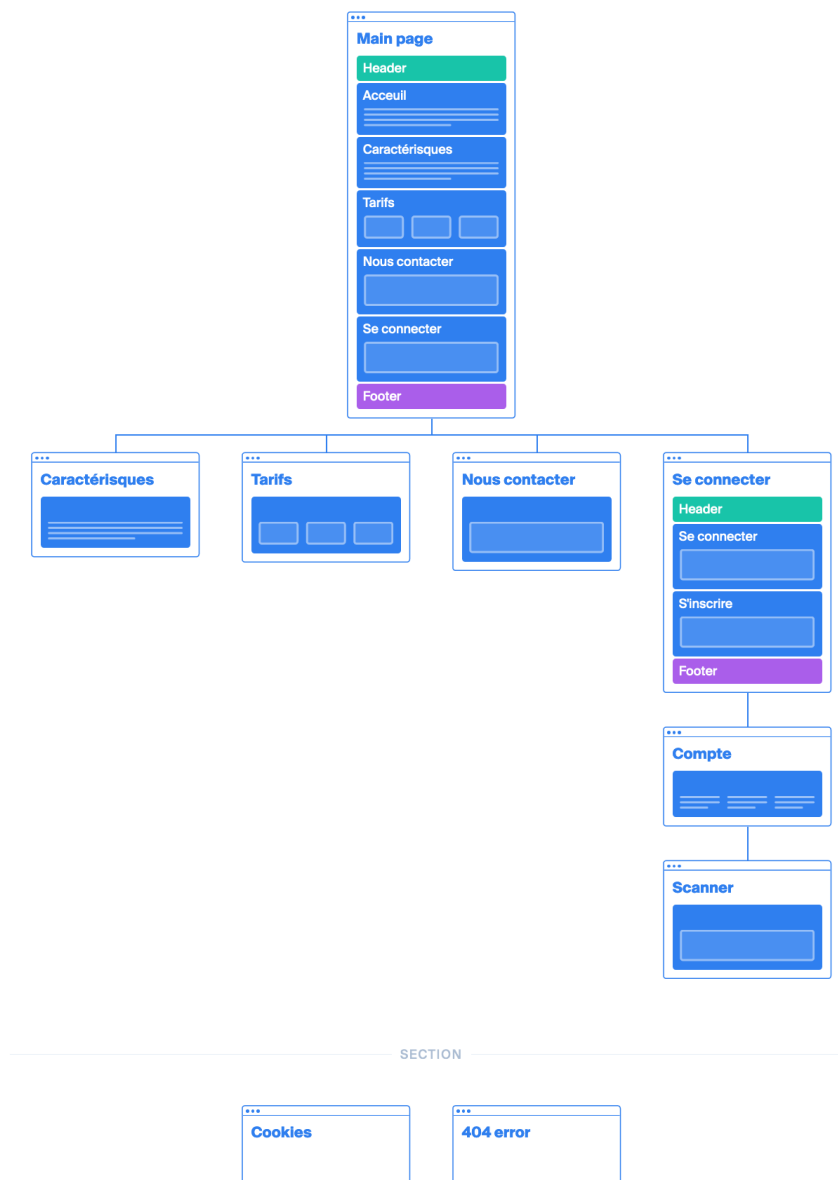 Main page
Header
Acceuil
Caractérisques
Tarifs
Nous contacter
Se connecter
Footer
Caractérisques
Tarifs
Nous contacter
Se connecter
Header
Se connecter
S'inscrire
Footer
Compte
Scanner
SECTION
Cookies
404 error